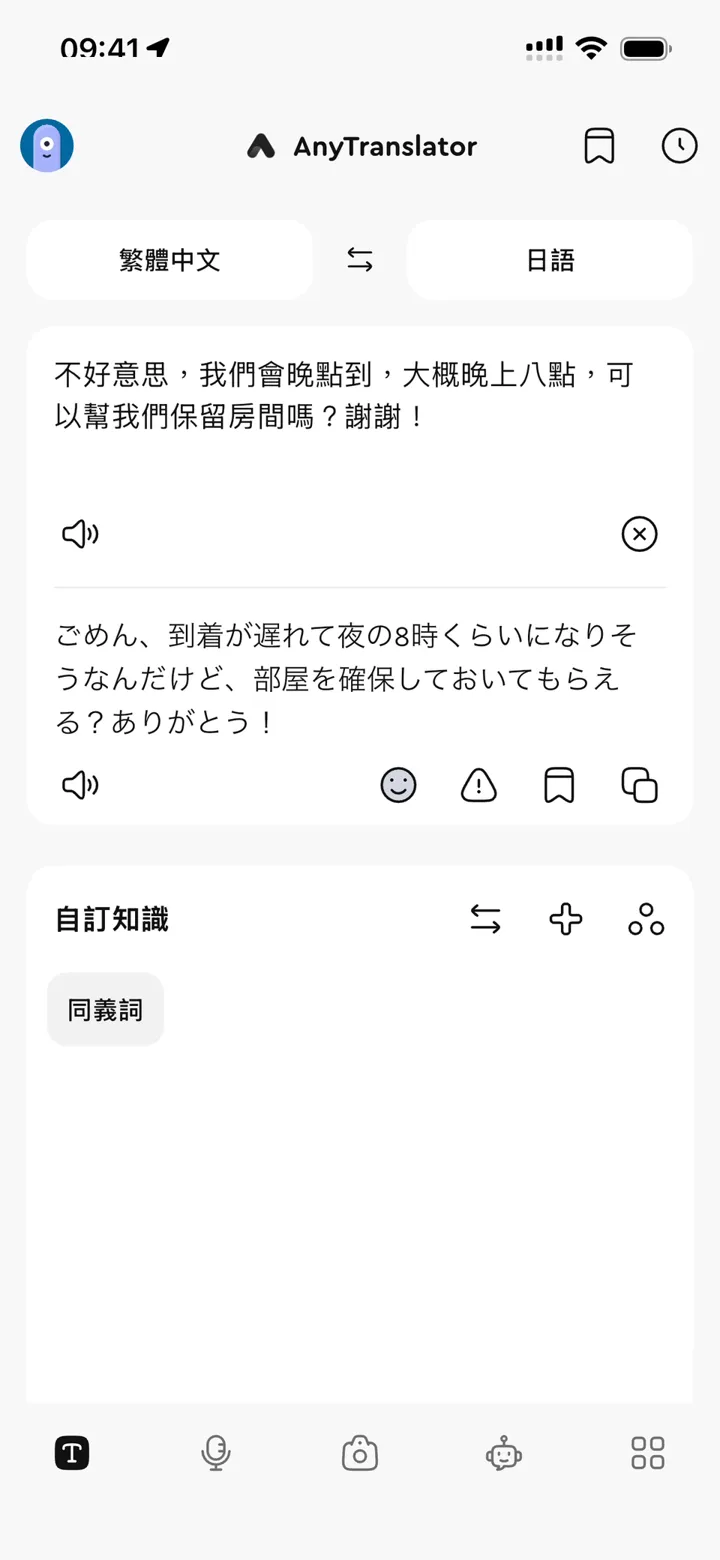 09:41
AnyTranslator
繁體中文
日語
不好意思，我們會晚點到，大概晚上八點，可
以幫我們保留房間嗎？謝謝！
ごめん、到着が遅れて夜の8時くらいになりそ
うなんだけど、部屋を確保しておいてもらえ
る？ありがとう！
自訂知識
同義詞
T